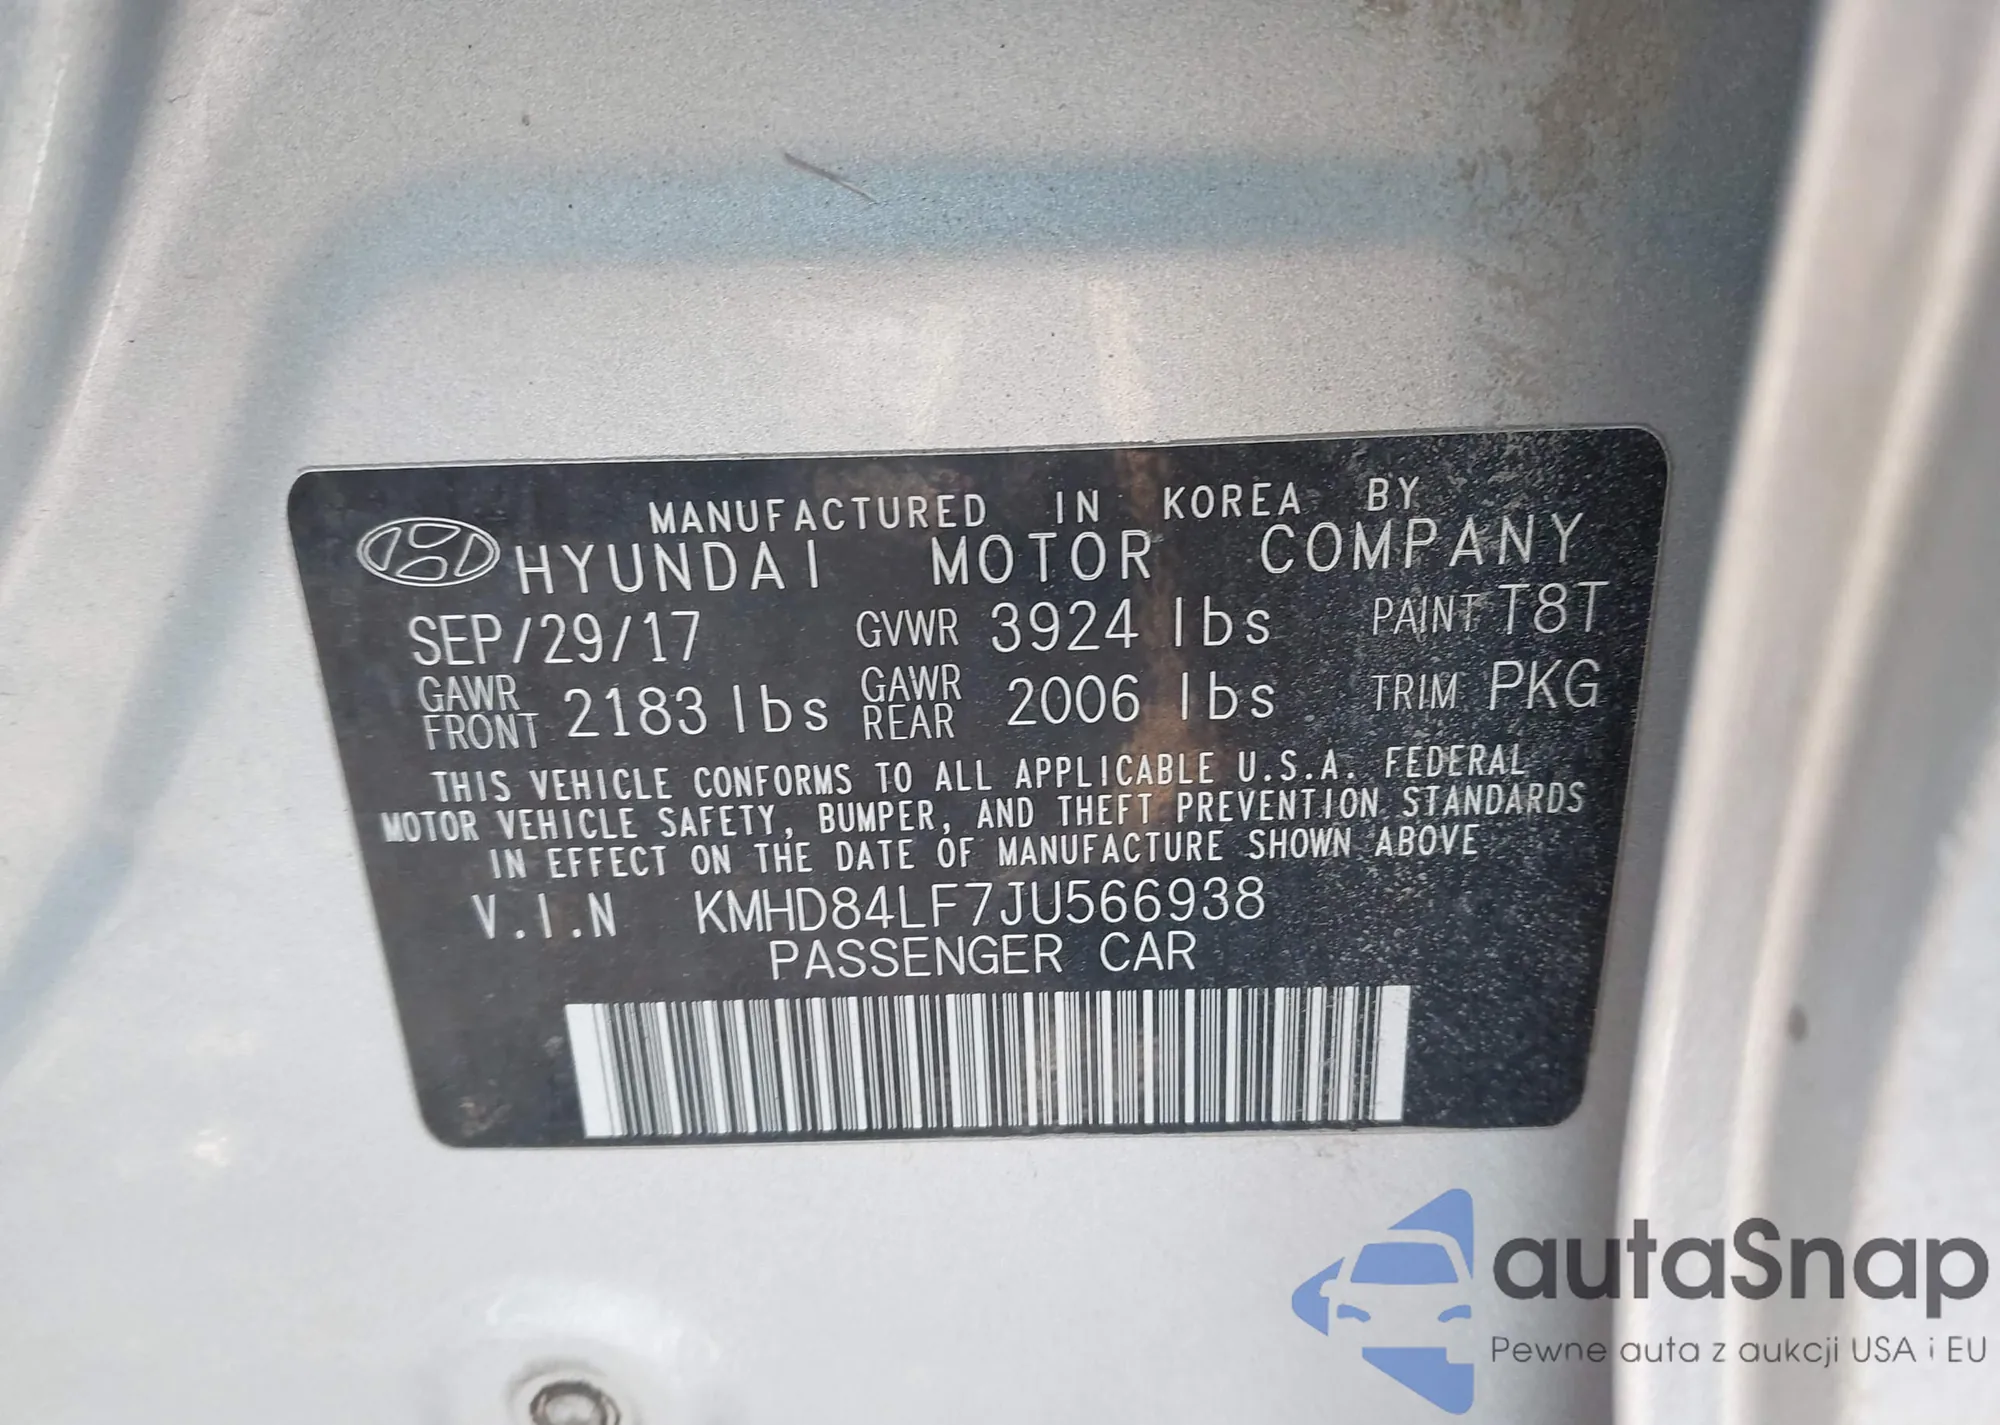 MANUFACTURED IN KOREA BY
HYUNDAI MOTOR COMPANY
SEP/29/17 GVWR 3924 lbs PAINT T8T
GAWR FRONT 2183 lbs GAWR REAR 2006 lbs TRIM PKG
THIS VEHICLE CONFORMS TO ALL APPLICABLE U.S.A. FEDERAL
MOTOR VEHICLE SAFETY, BUMPER, AND THEFT PREVENTION STANDARDS
IN EFFECT ON THE DATE OF MANUFACTURE SHOWN ABOVE
V.I.N KMHD84LF7JU566938
PASSENGER CAR
autaSnap
Pewne auta z aukcji USA i EU